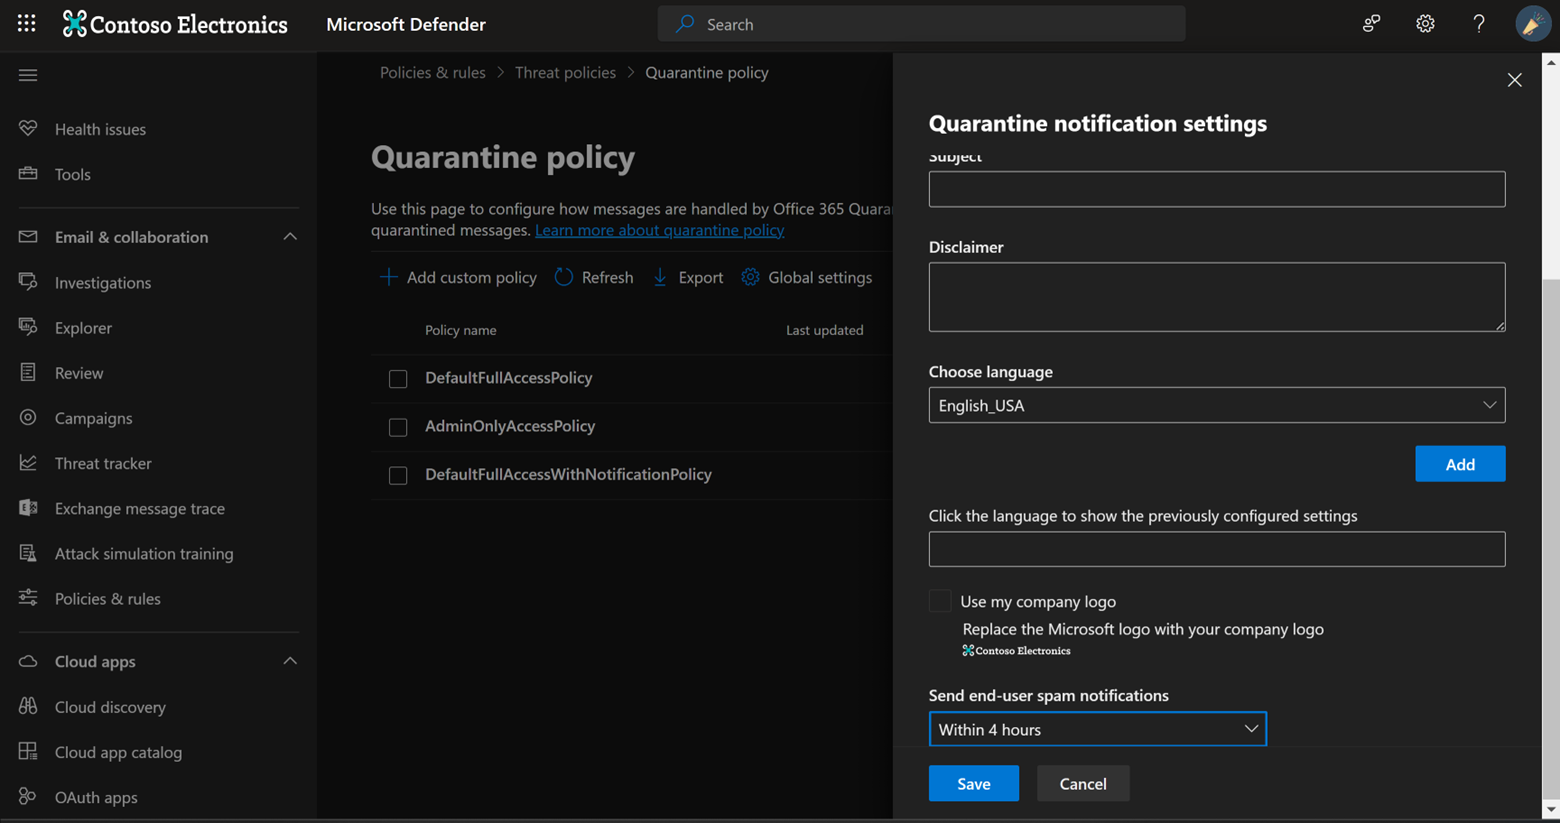 Contoso Electronics
Microsoft Defender
Search
Health issues
Tools
Email & collaboration
Investigations
Explorer
Review
Campaigns
Threat tracker
Exchange message trace
Attack simulation training
Policies & rules
Cloud apps
Cloud discovery
Cloud app catalog
OAuth apps
Policies & rules > Threat policies > Quarantine policy
Quarantine policy
Use this page to configure how messages are handled by Office 365 Quara
quarantined messages. Learn more about quarantine policy
Add custom policy Refresh Export Global settings
Policy name Last updated
DefaultFullAccessPolicy
AdminOnlyAccessPolicy
DefaultFullAccessWithNotificationPolicy
Quarantine notification settings
Subject
Disclaimer
Choose language
English_USA
Add
Click the language to show the previously configured settings
Use my company logo
Replace the Microsoft logo with your company logo
Contoso Electronics
Send end-user spam notifications
Within 4 hours
Save Cancel